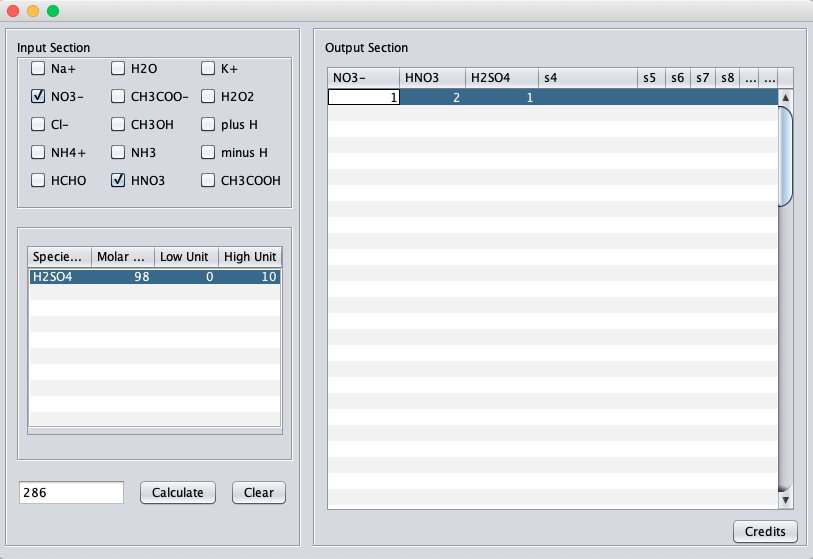 Input Section
Na+ H2O K+
NO3- CH3COO- H2O2
Cl- CH3OH plus H
NH4+ NH3 minus H
HCHO HNO3 CH3COOH
Specie... Molar ... Low Unit High Unit
H2SO4 98 0 10
286 Calculate Clear
Output Section
NO3- HNO3 H2SO4 s4 s5 s6 s7 s8 ... ...
1 2 1
Credits